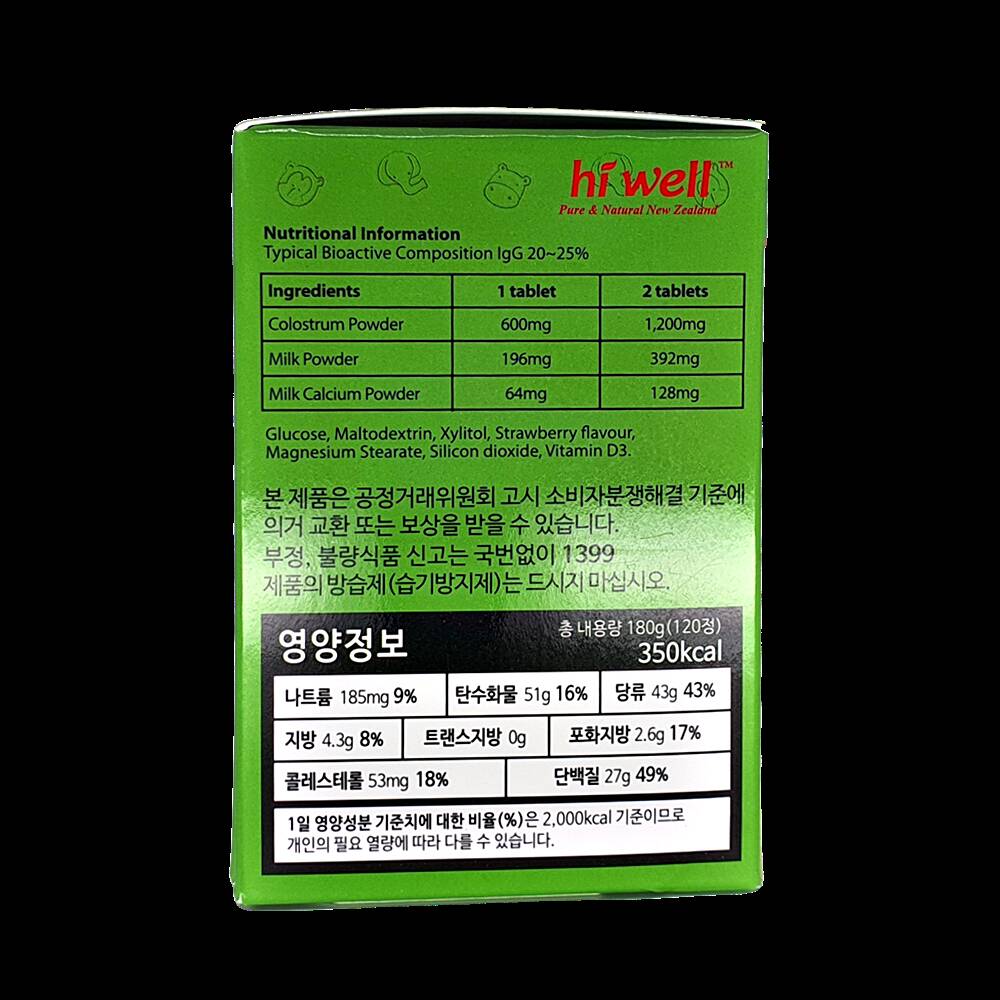 hi well™
Pure & Natural New Zealand
Nutritional Information
Typical Bioactive Composition IgG 20~25%
Ingredients 1 tablet 2 tablets
Colostrum Powder 600mg 1,200mg
Milk Powder 196mg 392mg
Milk Calcium Powder 64mg 128mg
Glucose, Maltodextrin, Xylitol, Strawberry flavour,
Magnesium Stearate, Silicon dioxide, Vitamin D3.
본 제품은 공정거래위원회 고시 소비자분쟁해결 기준에
의거 교환 또는 보상을 받을 수 있습니다.
부정, 불량식품 신고는 국번없이 1399
제품의 방습제(습기방지제)는 드시지 마십시오.
영양정보 총 내용량 180g(120정)
350kcal
나트륨 185mg 9% 탄수화물 51g 16% 당류 43g 43%
지방 4.3g 8% 트랜스지방 0g 포화지방 2.6g 17%
콜레스테롤 53mg 18% 단백질 27g 49%
1일 영양성분 기준치에 대한 비율(%)은 2,000kcal 기준이므로
개인의 필요 열량에 따라 다를 수 있습니다.